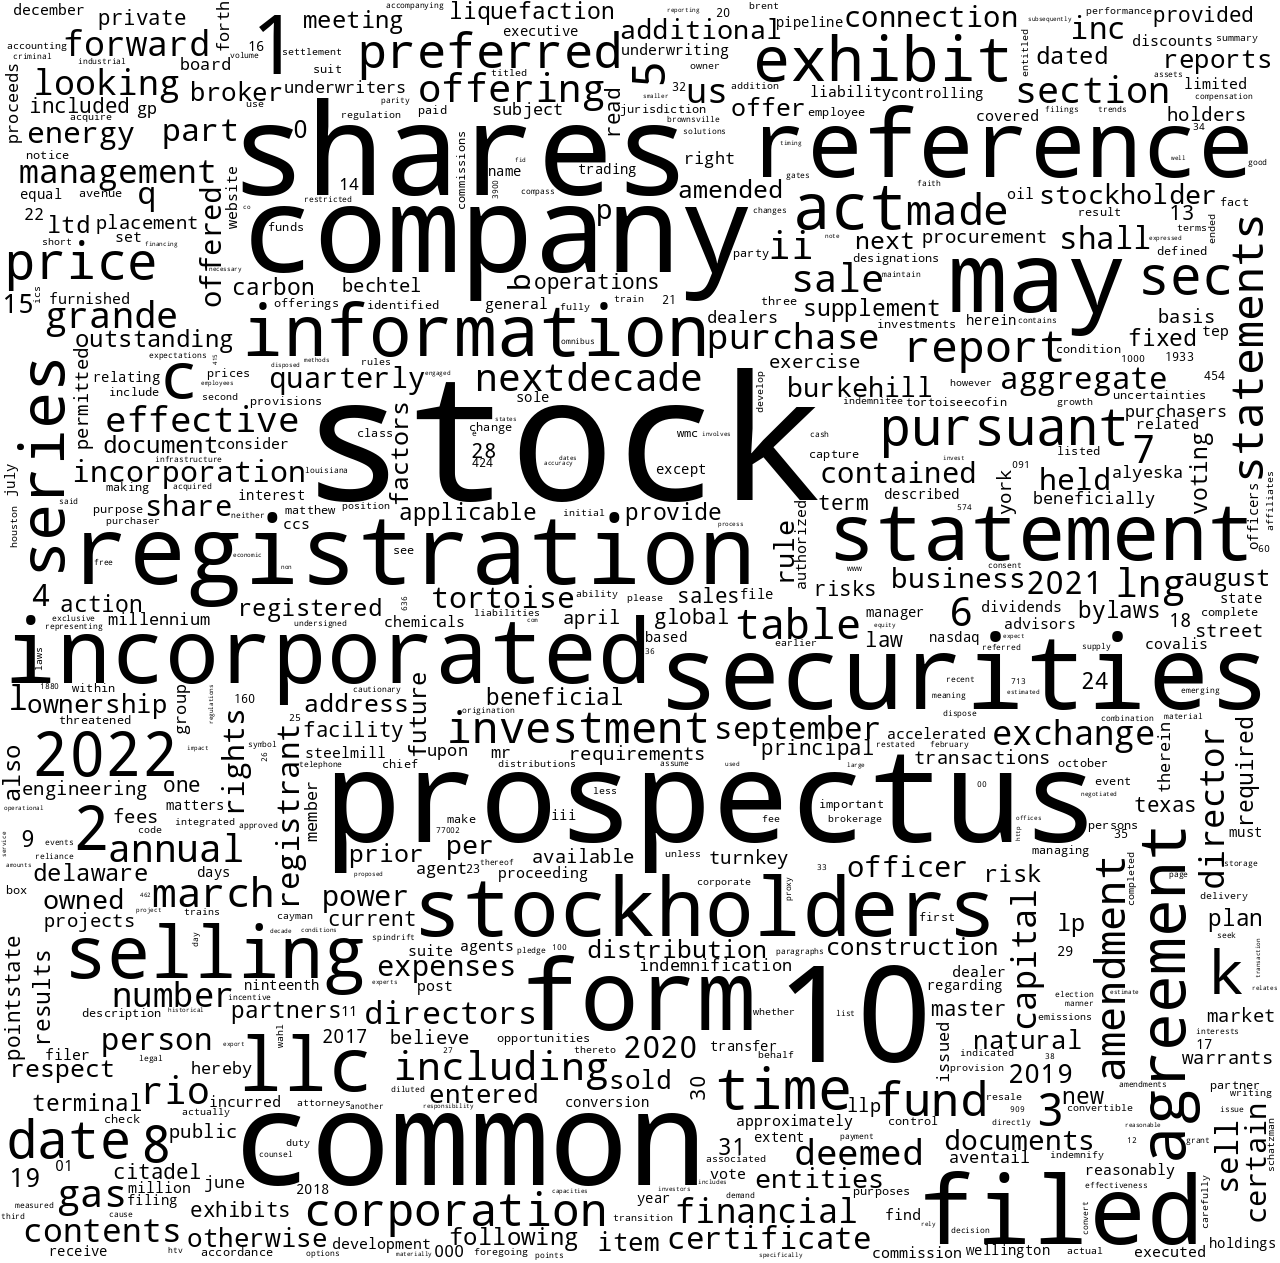 december private forth meeting accompanying liquefaction reporting 20 brent subsequently performance provided
accounting forward 16 1 executive additional pipeline connection inc
criminal industrial board volume settlement preferred titled underwriting exhibit entitled dated discounts summary reports
looking broker suit underwriters parity offering owner 5 32 us addition liability controlling section assets limited
proceeds included gp use paid subject smaller jurisdiction offer employee covered filings trends compensation holders
acquire energy part 0 regulation read brownsville solutions reference 34
notice shares commissions name fid trading right timing well good
management 14 3900 compass gates faith
equal avenue q website restricted amended act made oil stockholder fact
22 ltd placement offered co company p changes note result 13 terms ended
short set financing funds party ii next procurement shall expressed defined
price necessary carbon bechtel b operations sale designations maintain may sec statements
15 ics furnished offerings identified general fully train 21 three supplement herein contains basis
grande information omnibus dealers purchase investments report condition fixed tep
outstanding expectations 415 disposed methods rules exercise 1000 1933
permitted relating c prices quarterly engaged nextdecade develop burkehill however aggregate 454
series include employees second provisions sole indemnitee tortoiseecofin growth uncertainties
effective factors class change states e stock wmc involves cash pursuant purchasers related
document consider 28 424 dates accuracy except capture invest listed 7 voting
incorporation infrastructure louisiana contained 091 held alyeska
july making acquired interest position term described york beneficially officers affiliates
houston said purpose share neither matthew applicable initial provide authorized 574
purchaser ccs process rule statement 60
registration see economic free non www consent
4 action registered 636 tortoise ability please sales file risks business 2021 lng august
exclusive representing millennium undersigned chemicals liabilities com april global table manager 6 dividends bylaws 18 state complete
laws incorporated based 36 earlier law equity nasdaq advisors expect referred supply covalis street
l 1880 within regulations 160 cautionary beneficial securities recent meaning 713 estimated 24 emerging
ownership threatened group 25 address origination investment september dispose accelerated exchange combination material
2022 impact rights symbol 26 registrant facility future upon mr requirements principal restated february therein director required
also steelmill telephone chief distributions assume used large transactions october event
engineering one matters prospectus less 00 negotiated texas
operational 2 fees code integrated approved member make iii important brokerage fee http offices persons 35
service 9 events annual 77002 per managing must
reliance prior available unless turnkey officer agreement
amounts delaware days agent 23 thereof proceeding 33 risk amendment completed page storage
box owned 462 march proposed power corporate proxy delivery
projects project trains cayman current stockholders first capital lp plan
decade conditions day selling spindrift suite agents pledge 100 distribution paragraphs construction 29 seek transaction
pointstate results expenses experts indemnification dealer k relates
number ninteenth post form 10 regarding election manner estimate
description historical incentive partners 11 directors whether list master emissions market
person wahl 2017 believe opportunities issued natural interests
filer export thereto 2020 transfer behalf indicated 38 17 warrants
respect legal hereby llc 27 including provision 2019
rio diluted entered sold 30 time resale amendments partner writing
terminal incurred attorneys another responsibility conversion llp fund 909 3 new convertible
check actually common approximately control directly reasonable issue
date 8 public duty extent payment documents 12 grant sell certain schatzman
19 01 counsel 31 associated deemed aventail indemnify
citadel vote entities reasonably
gas million june 2018 capacities investors includes purposes filed effectiveness carefully
measured filing exhibits corporation year demand financial find convert
third cause transition rely decision
contents otherwise development following item certificate holdings
receive htv accordance options materially 000 foregoing points specifically commission wellington actual executed